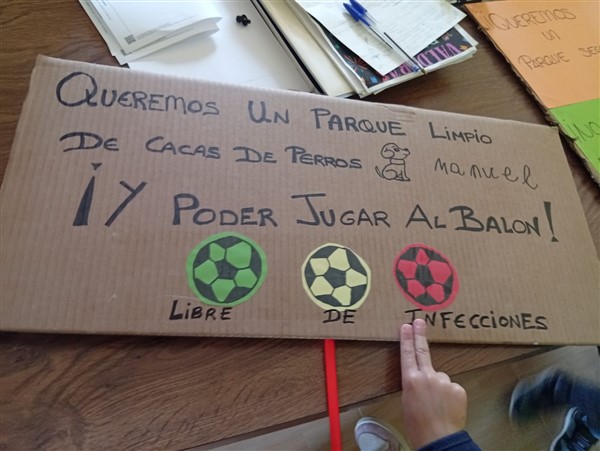 QUEREMOS UN PARQUE LIMPIO
DE CACAS DE PERROS manuel
¡Y PODER JUGAR AL BALON!
LIBRE DE INFECCIONES
QUEREMOS
UN
PARQUE